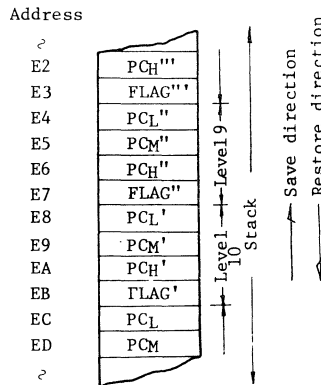 Address
E2 PCH"'
E3 FLAG"'
E4 PCL"
E5 PCM"
E6 PCH"
E7 FLAG"
E8 PCL'
E9 PCM'
EA PCH'
EB FLAG'
EC PCL
ED PCM
Level 9
Level 10
Stack
Save direction
Restore direction